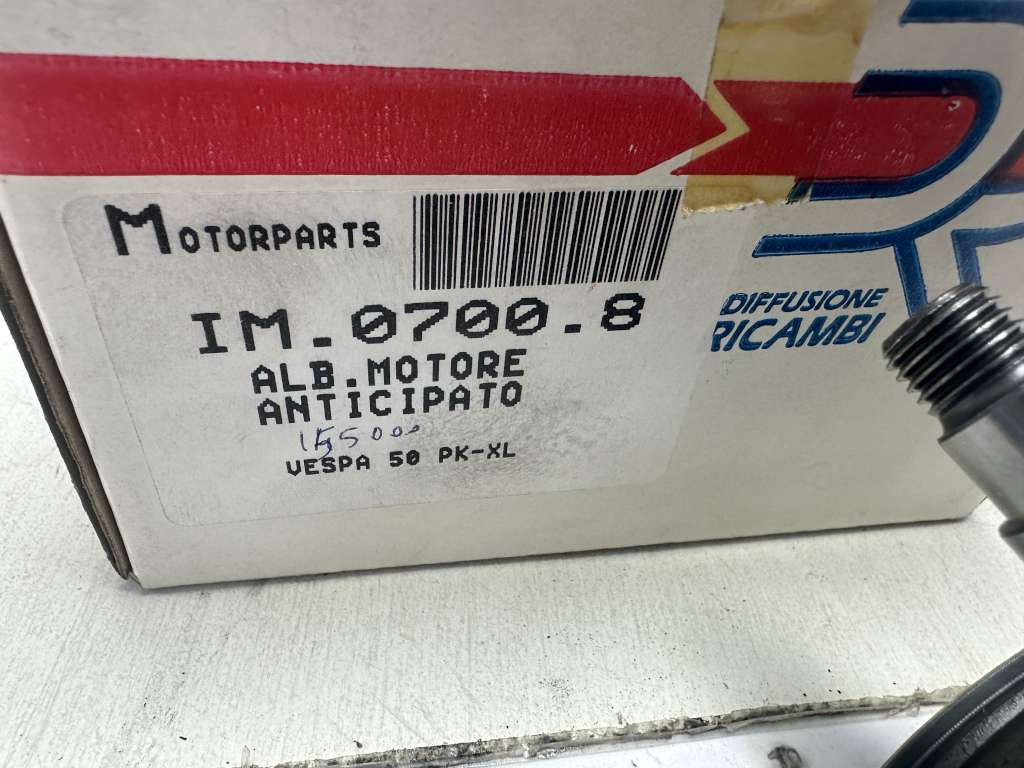 MOTORPARTS
IM.0700.8
ALB.MOTORE
ANTICIPATO
155000
VESPA 50 PK-XL
DIFFUSIONE
RICAMBI